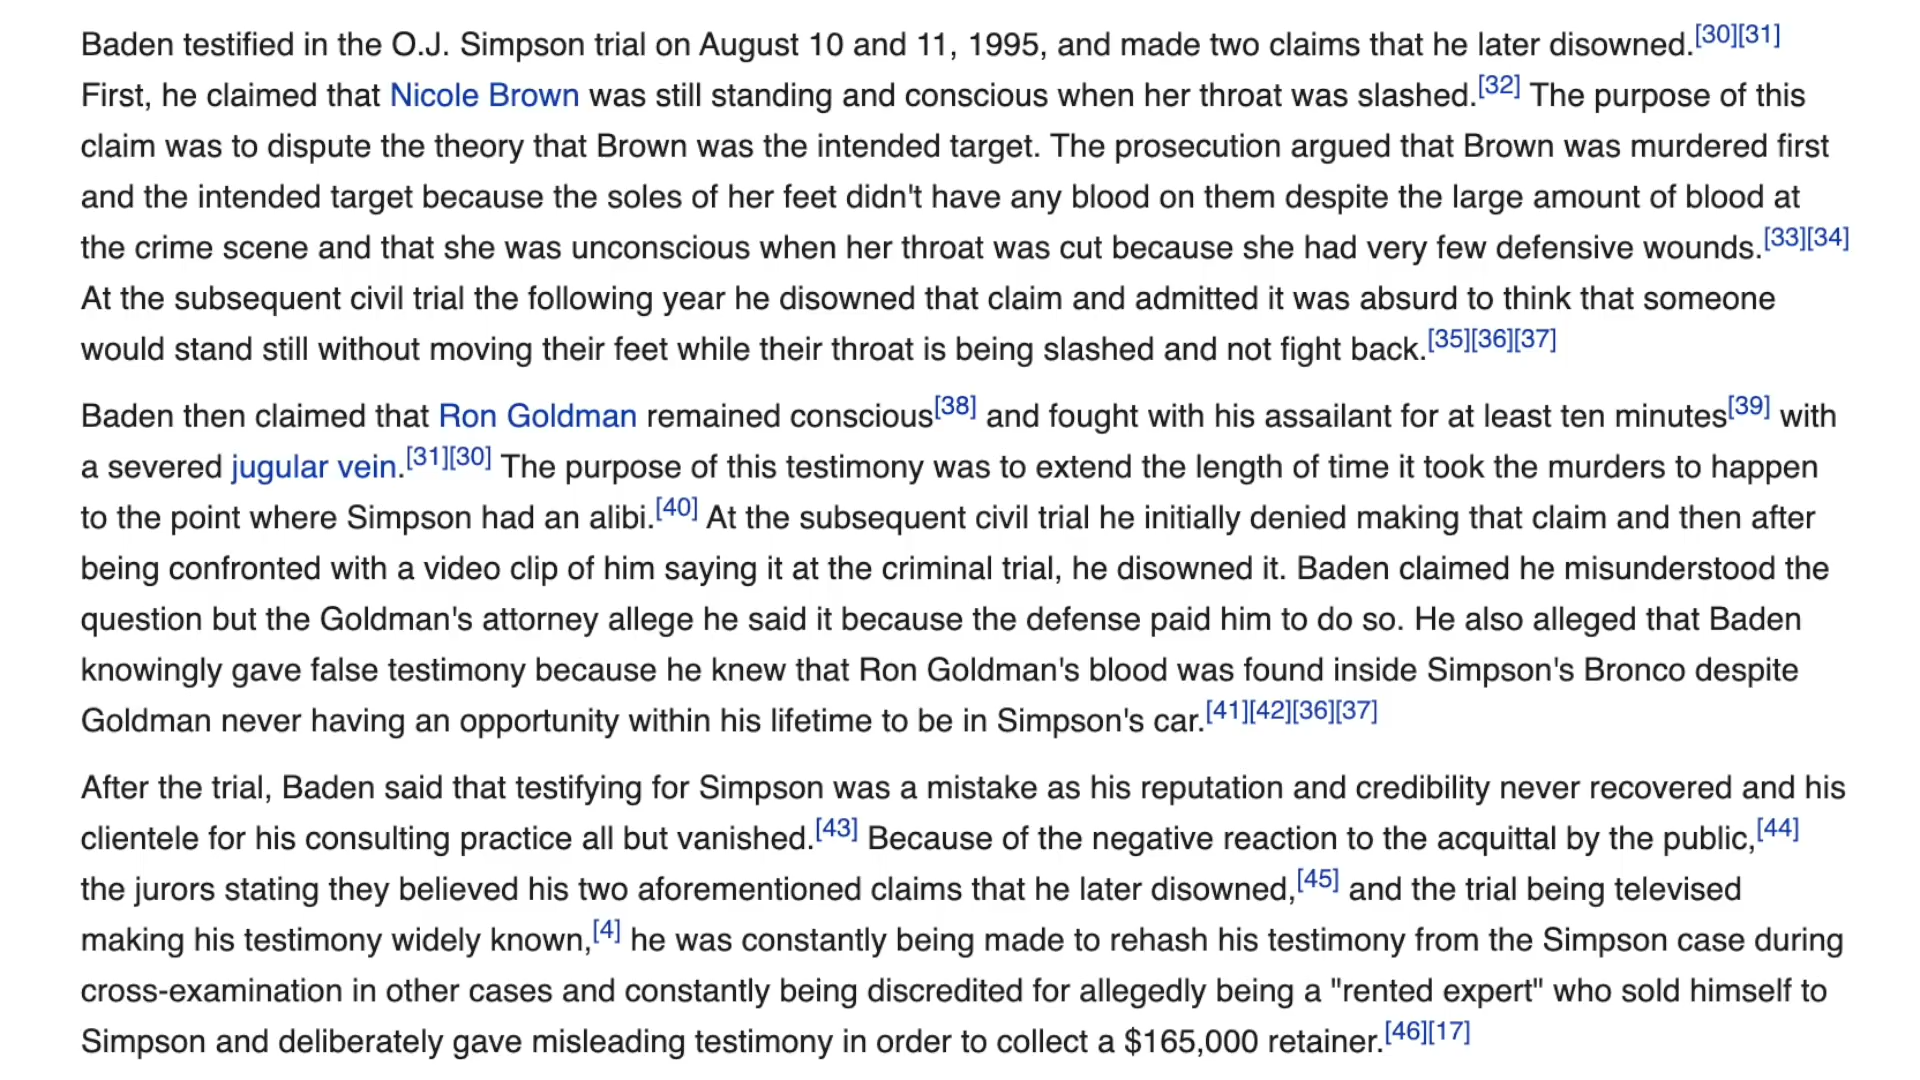 Baden testified in the O.J. Simpson trial on August 10 and 11, 1995, and made two claims that he later disowned.[30][31]
First, he claimed that Nicole Brown was still standing and conscious when her throat was slashed.[32] The purpose of this
claim was to dispute the theory that Brown was the intended target. The prosecution argued that Brown was murdered first
and the intended target because the soles of her feet didn't have any blood on them despite the large amount of blood at
the crime scene and that she was unconscious when her throat was cut because she had very few defensive wounds.[33][34]
At the subsequent civil trial the following year he disowned that claim and admitted it was absurd to think that someone
would stand still without moving their feet while their throat is being slashed and not fight back.[35][36][37]
Baden then claimed that Ron Goldman remained conscious[38] and fought with his assailant for at least ten minutes[39] with
a severed jugular vein.[31][30] The purpose of this testimony was to extend the length of time it took the murders to happen
to the point where Simpson had an alibi.[40] At the subsequent civil trial he initially denied making that claim and then after
being confronted with a video clip of him saying it at the criminal trial, he disowned it. Baden claimed he misunderstood the
question but the Goldman's attorney allege he said it because the defense paid him to do so. He also alleged that Baden
knowingly gave false testimony because he knew that Ron Goldman's blood was found inside Simpson's Bronco despite
Goldman never having an opportunity within his lifetime to be in Simpson's car.[41][42][36][37]
After the trial, Baden said that testifying for Simpson was a mistake as his reputation and credibility never recovered and his
clientele for his consulting practice all but vanished.[43] Because of the negative reaction to the acquittal by the public,[44]
the jurors stating they believed his two aforementioned claims that he later disowned,[45] and the trial being televised
making his testimony widely known,[4] he was constantly being made to rehash his testimony from the Simpson case during
cross-examination in other cases and constantly being discredited for allegedly being a "rented expert" who sold himself to
Simpson and deliberately gave misleading testimony in order to collect a $165,000 retainer.[46][17]